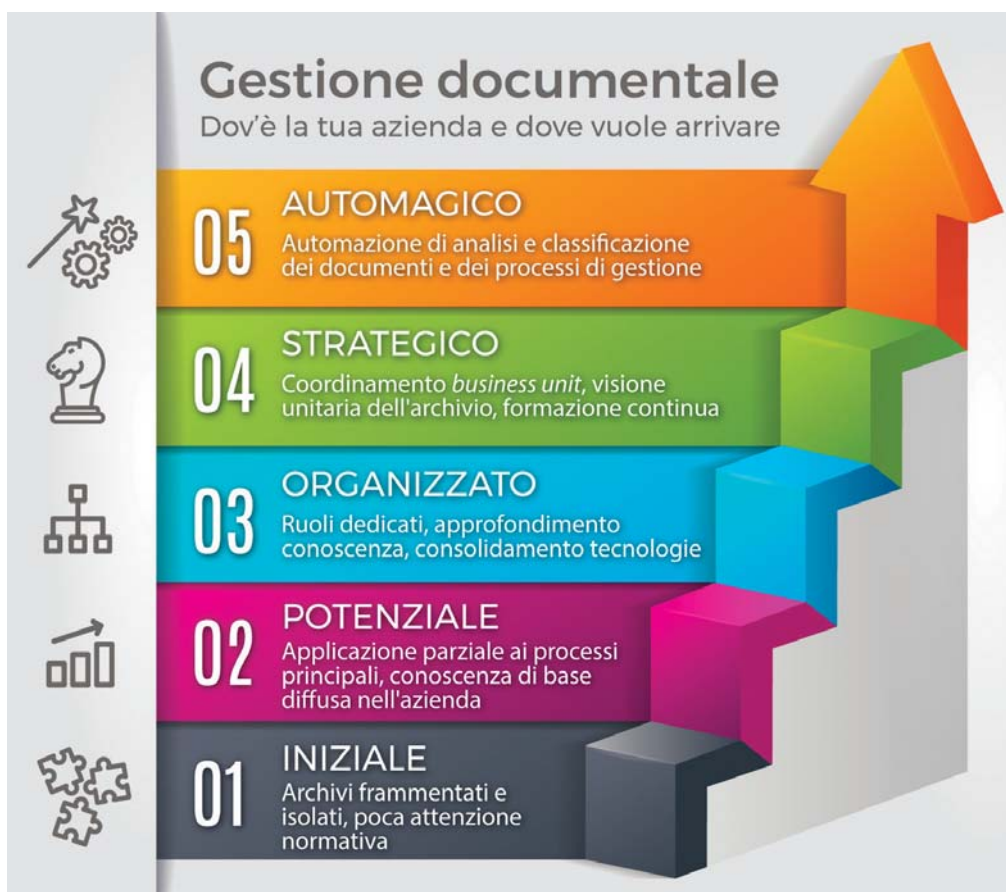 Gestione documentale
Dov'è la tua azienda e dove vuole arrivare
05
AUTOMAGICO
Automazione di analisi e classificazione
dei documenti e dei processi di gestione
04
STRATEGICO
Coordinamento business unit, visione
unitaria dell'archivio, formazione continua
03
ORGANIZZATO
Ruoli dedicati, approfondimento
conoscenza, consolidamento tecnologie
02
POTENZIALE
Applicazione parziale ai processi
principali, conoscenza di base
diffusa nell'azienda
01
INIZIALE
Archivi frammentati e
isolati, poca attenzione
normativa